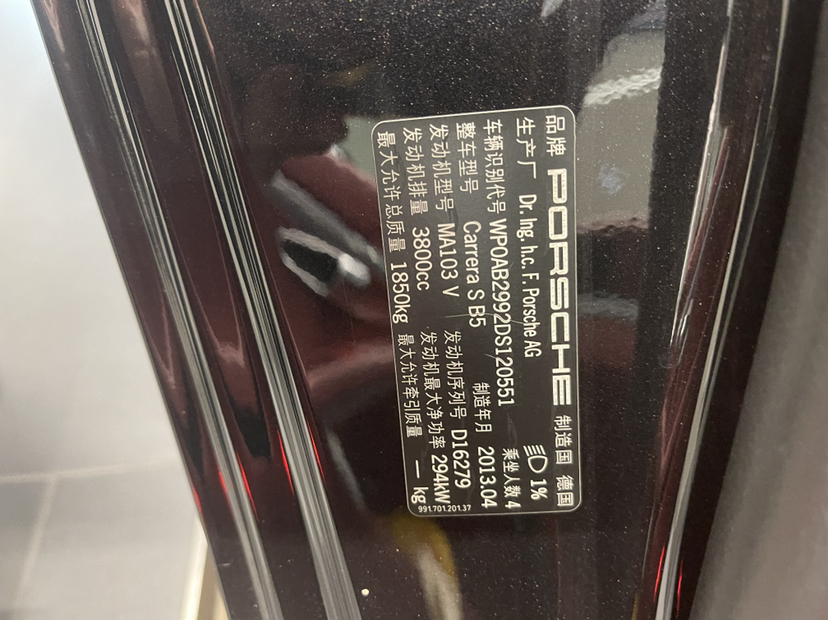 品牌 PORSCHE 制造国 德国
生产厂 Dr. Ing. h.c. F. Porsche AG 1%
车辆识别代号 WP0AB2992DS120551 乘坐人数 4
整车型号 Carrera S B5 制造年月 2013.04
发动机型号 MA103 V 发动机序列号 D16279
发动机排量 3800cc 发动机最大净功率 294kW
最大允许总质量 1850kg 最大允许牵引质量 — kg
991.701.201.37